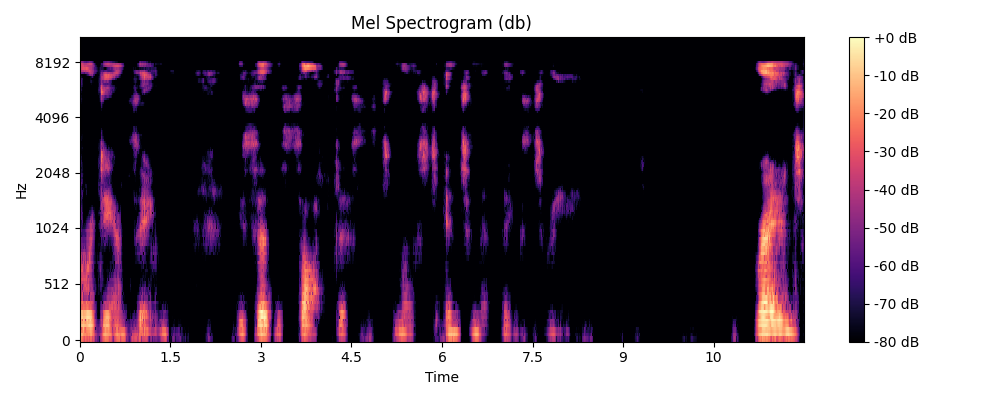 Mel Spectrogram (db)
+0 dB
8192
-10 dB
4096
-20 dB
-30 dB
Hz
2048
-40 dB
1024
-50 dB
-60 dB
512
-70 dB
0
-80 dB
0 1.5 3 4.5 6 7.5 9 10
Time